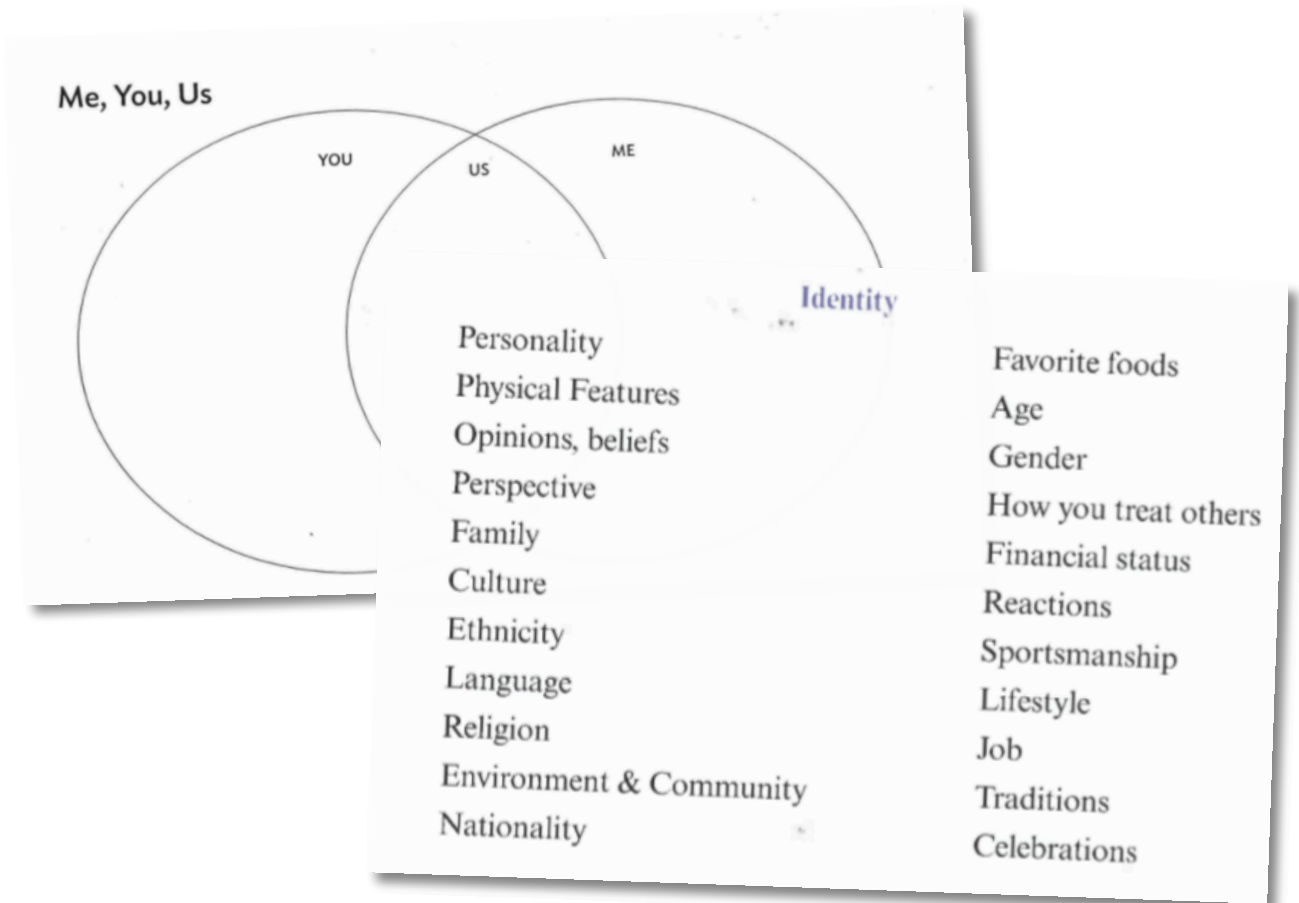 Me, You, Us
YOU
US
ME
Identity
Personality
Physical Features
Opinions, beliefs
Perspective
Family
Culture
Ethnicity
Language
Religion
Environment & Community
Nationality
Favorite foods
Age
Gender
How you treat others
Financial status
Reactions
Sportsmanship
Lifestyle
Job
Traditions
Celebrations